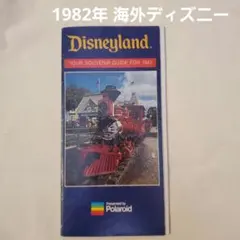 1982年 海外ディズニー
Disneyland®
YOUR SOUVENIR GUIDE FOR
Presented by
Polaroid